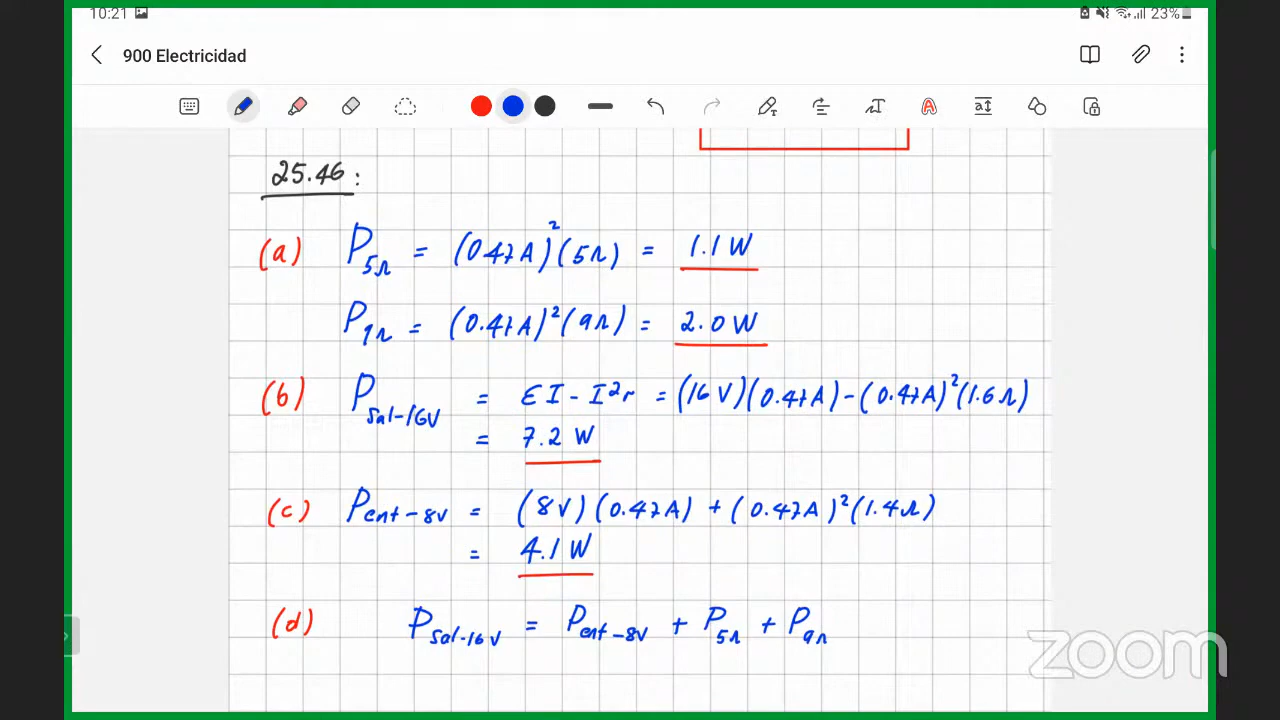 10:21 23%
900 Electricidad
25.46:
(a) P5Ω = (0.47A)²(5Ω) = 1.1 W
P9Ω = (0.47A)²(9Ω) = 2.0 W
(b) Psal-16V = εI - I²r = (16 V)(0.47A) - (0.47A)²(1.6 Ω)
= 7.2 W
(c) Pent-8V = (8V)(0.47A) + (0.47A)²(1.4Ω)
= 4.1 W
(d) Psal-16V = Pent-8V + P5Ω + P9Ω
zoom